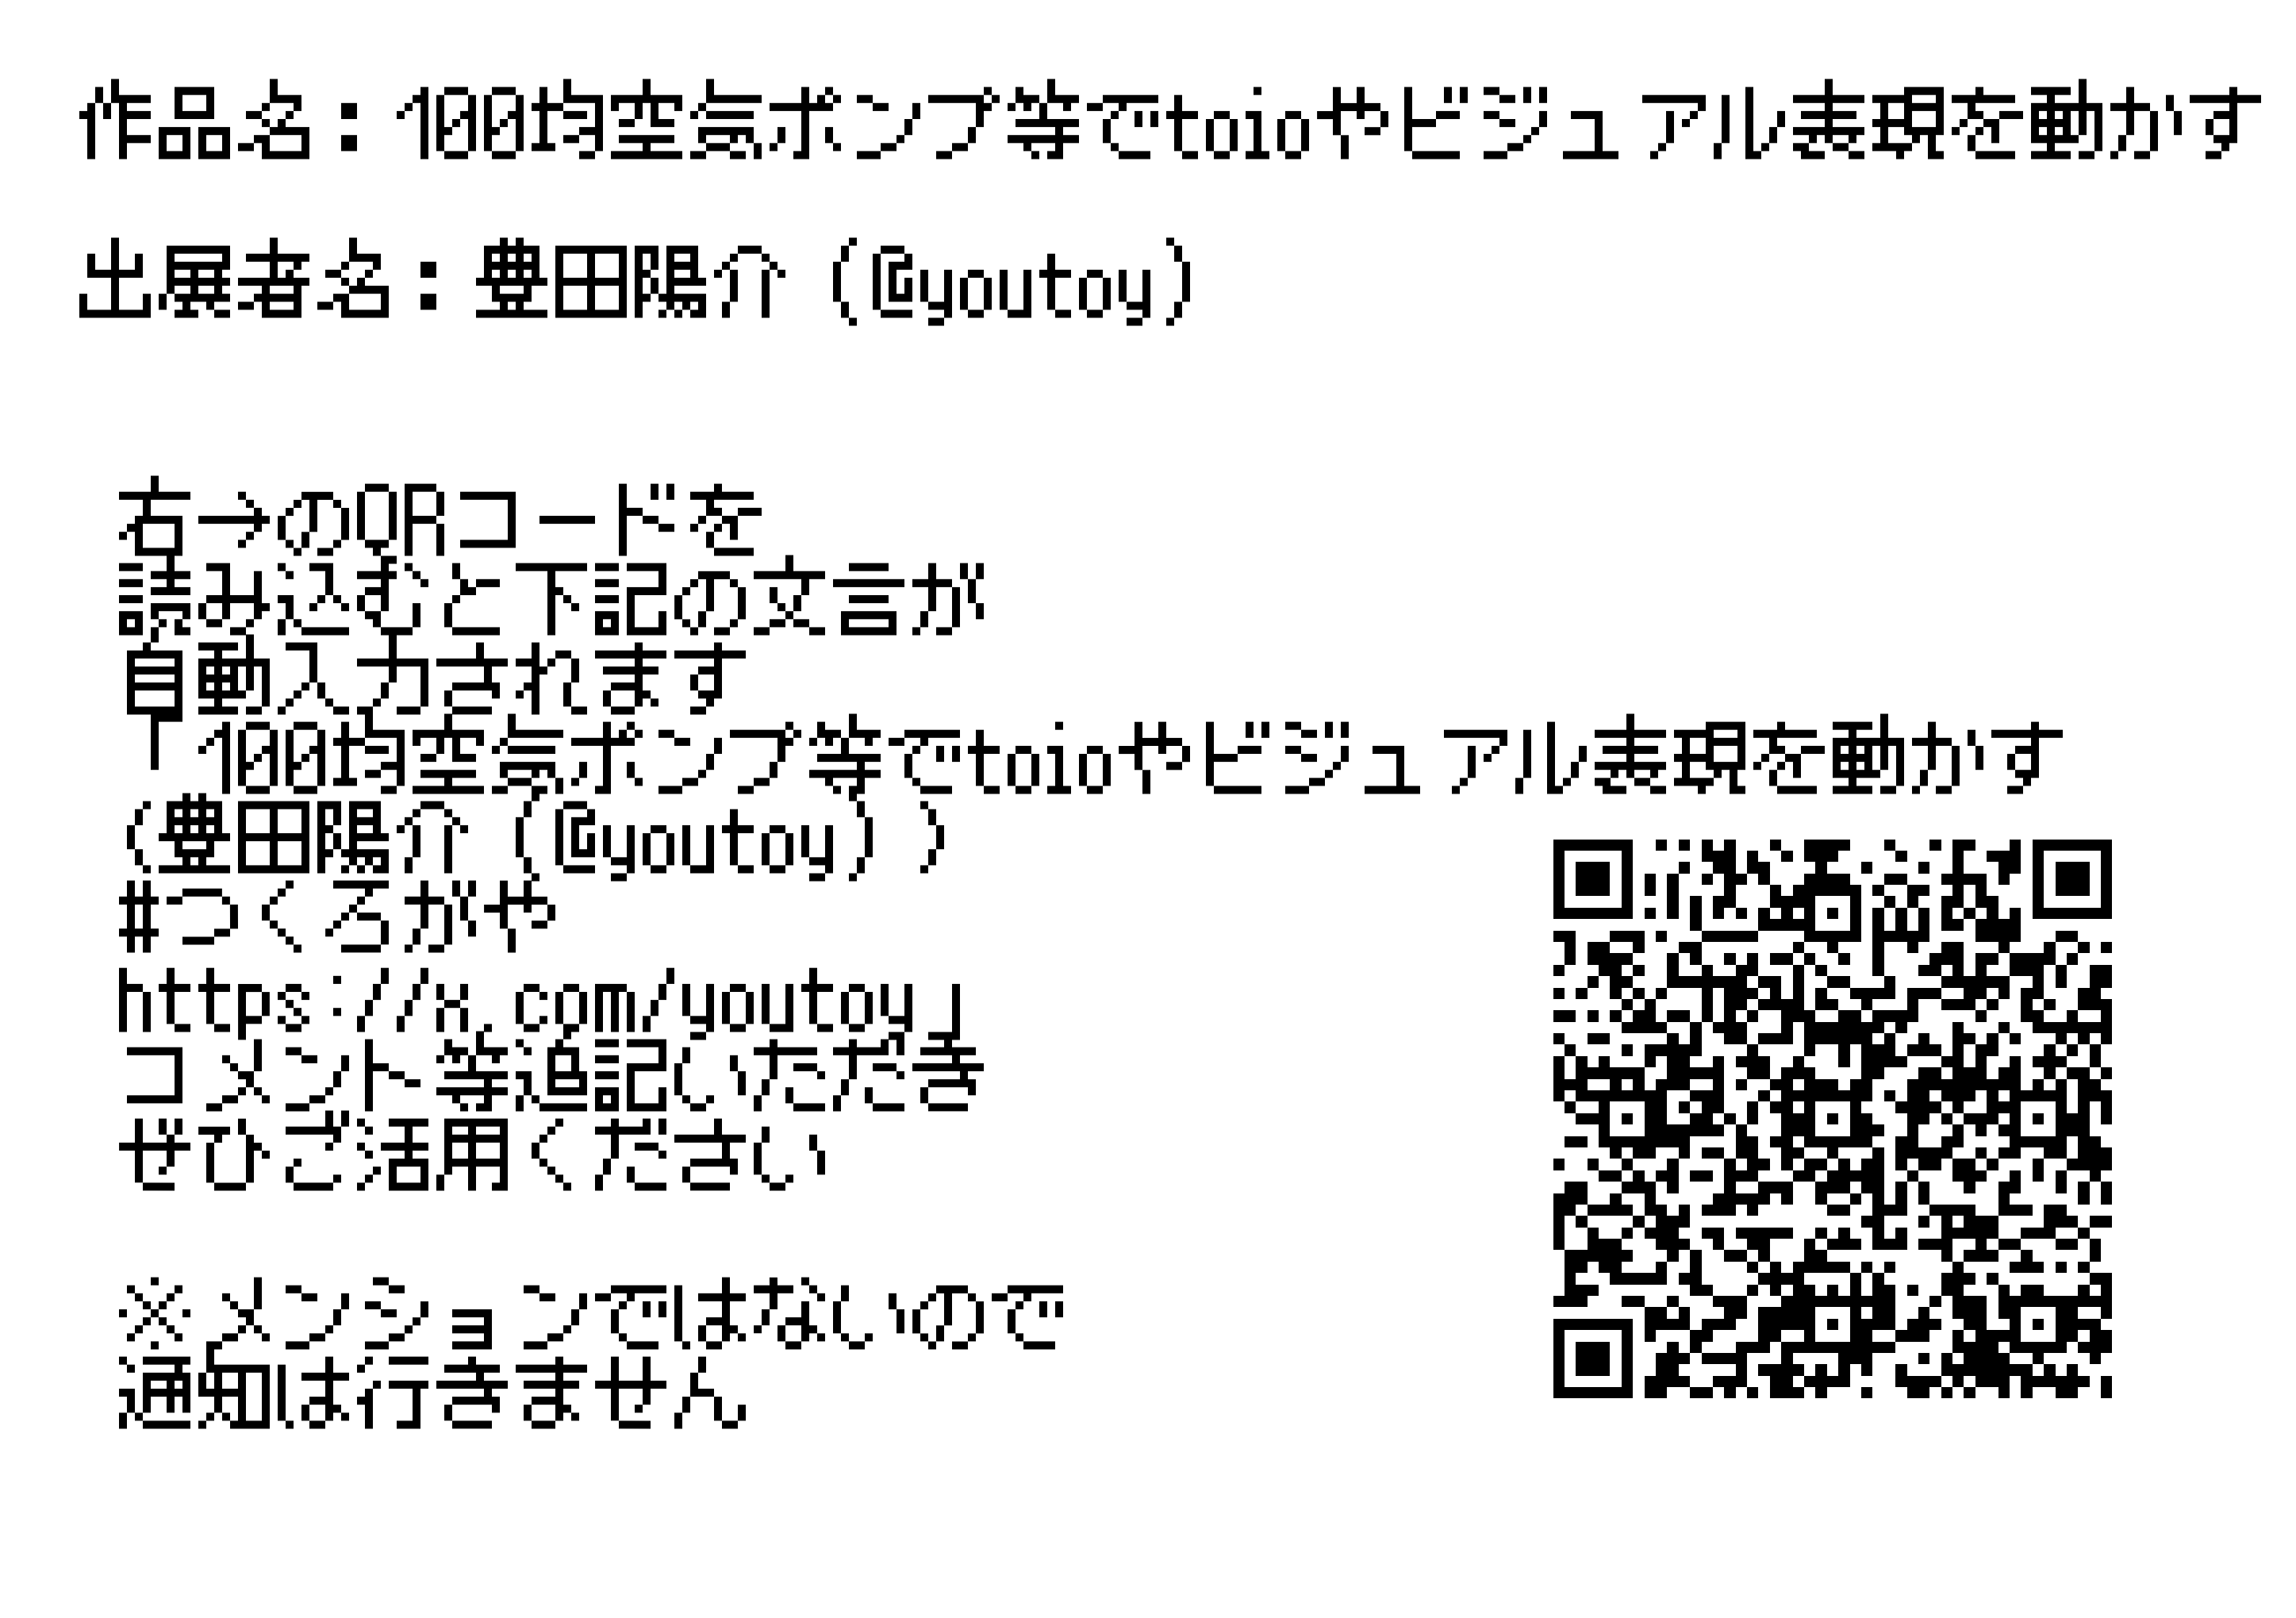 作品名：100均空気ポンプ等でtoioやビジュアル表現を動かす
出展者名：豊田陽介（@youtoy）
右→のQRコードを
読み込むと下記の文言が
自動入力されます
「100均空気ポンプ等でtoioやビジュアル表現を動かす
(豊田陽介（@youtoy）)
#つくろがや
https://x.com/youtoy」
コメント等追記いただき
ぜひご活用ください
※メンションではないので
通知は行きません